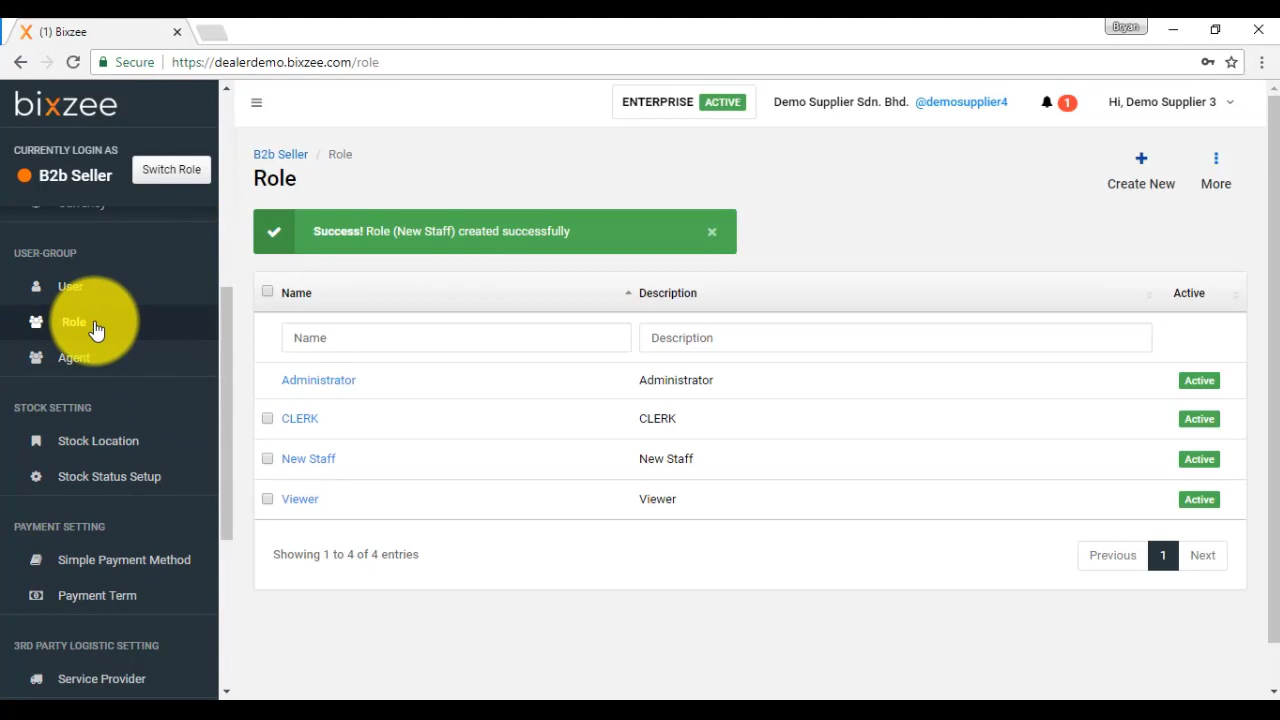 (1) Bixzee
Bryan
Secure https://dealerdemo.bixzee.com/role
bixzee
CURRENTLY LOGIN AS
B2b Seller
Switch Role
Currency
USER-GROUP
User
Role
Agent
STOCK SETTING
Stock Location
Stock Status Setup
PAYMENT SETTING
Simple Payment Method
Payment Term
3RD PARTY LOGISTIC SETTING
Service Provider
ENTERPRISE ACTIVE
Demo Supplier Sdn. Bhd. @demosupplier4
1
Hi, Demo Supplier 3
B2b Seller / Role
Role
Create New
More
Success! Role (New Staff) created successfully ×
Name Description Active
Name Description
Administrator Administrator Active
CLERK CLERK Active
New Staff New Staff Active
Viewer Viewer Active
Showing 1 to 4 of 4 entries
Previous 1 Next